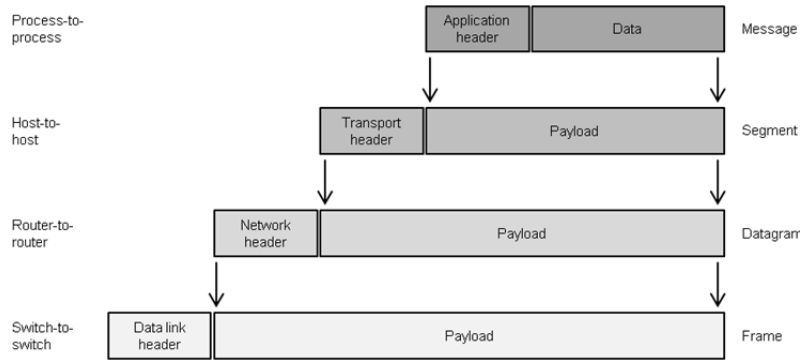 Process-to-
process
Application
header
Data
Message
Host-to-
host
Transport
header
Payload
Segment
Router-to-
router
Network
header
Payload
Datagram
Switch-to-
switch
Data link
header
Payload
Frame